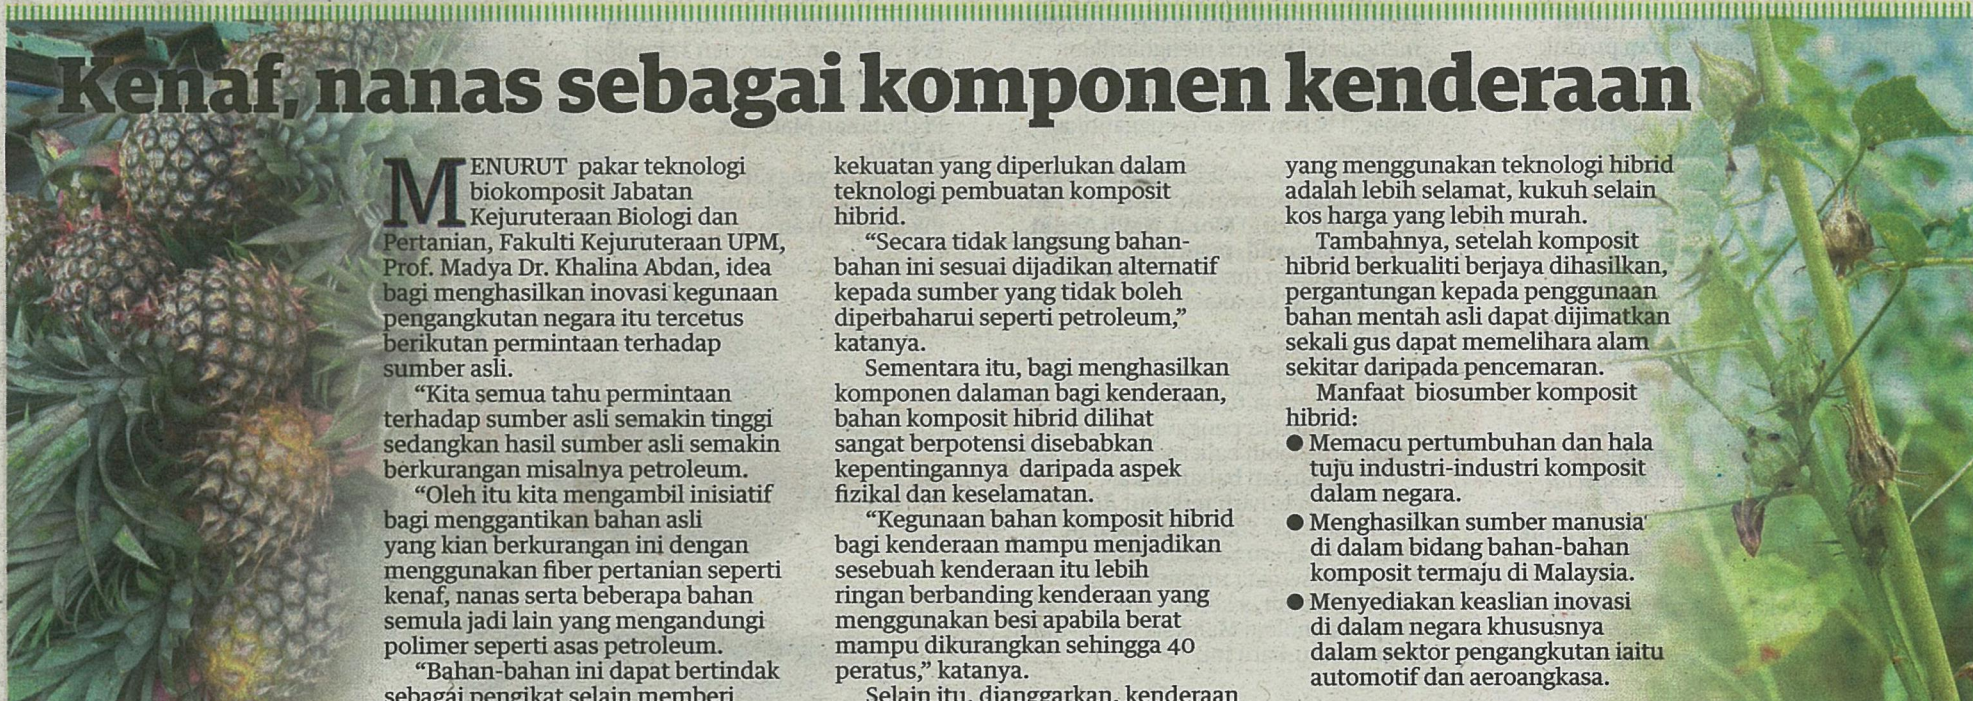 Kenaf, nanas sebagai komponen kenderaan
MENURUT pakar teknologi
biokomposit Jabatan
Kejuruteraan Biologi dan
Pertanian, Fakulti Kejuruteraan UPM,
Prof. Madya Dr. Khalina Abdan, idea
bagi menghasilkan inovasi kegunaan
pengangkutan negara itu tercetus
berikutan permintaan terhadap
sumber asli.
“Kita semua tahu permintaan
terhadap sumber asli semakin tinggi
sedangkan hasil sumber asli semakin
berkurangan misalnya petroleum.
“Oleh itu kita mengambil inisiatif
bagi menggantikan bahan asli
yang kian berkurangan ini dengan
menggunakan fiber pertanian seperti
kenaf, nanas serta beberapa bahan
semula jadi lain yang mengandungi
polimer seperti asas petroleum.
“Bahan-bahan ini dapat bertindak
sebagai pengikat selain memberi
kekuatan yang diperlukan dalam
teknologi pembuatan komposit
hibrid.
“Secara tidak langsung bahan-
bahan ini sesuai dijadikan alternatif
kepada sumber yang tidak boleh
diperbaharui seperti petroleum,”
katanya.
Sementara itu, bagi menghasilkan
komponen dalaman bagi kenderaan,
bahan komposit hibrid dilihat
sangat berpotensi disebabkan
kepentingannya daripada aspek
fizikal dan keselamatan.
“Kegunaan bahan komposit hibrid
bagi kenderaan mampu menjadikan
sesebuah kenderaan itu lebih
ringan berbanding kenderaan yang
menggunakan besi apabila berat
mampu dikurangkan sehingga 40
peratus,” katanya.
Selain itu, dianggarkan, kenderaan
yang menggunakan teknologi hibrid
adalah lebih selamat, kukuh selain
kos harga yang lebih murah.
Tambahnya, setelah komposit
hibrid berkualiti berjaya dihasilkan,
pergantungan kepada penggunaan
bahan mentah asli dapat dijimatkan
sekali gus dapat memelihara alam
sekitar daripada pencemaran.
Manfaat biosumber komposit
hibrid:
● Memacu pertumbuhan dan hala
tuju industri-industri komposit
dalam negara.
● Menghasilkan sumber manusia
di dalam bidang bahan-bahan
komposit termaju di Malaysia.
● Menyediakan keaslian inovasi
di dalam negara khususnya
dalam sektor pengangkutan iaitu
automotif dan aeroangkasa.